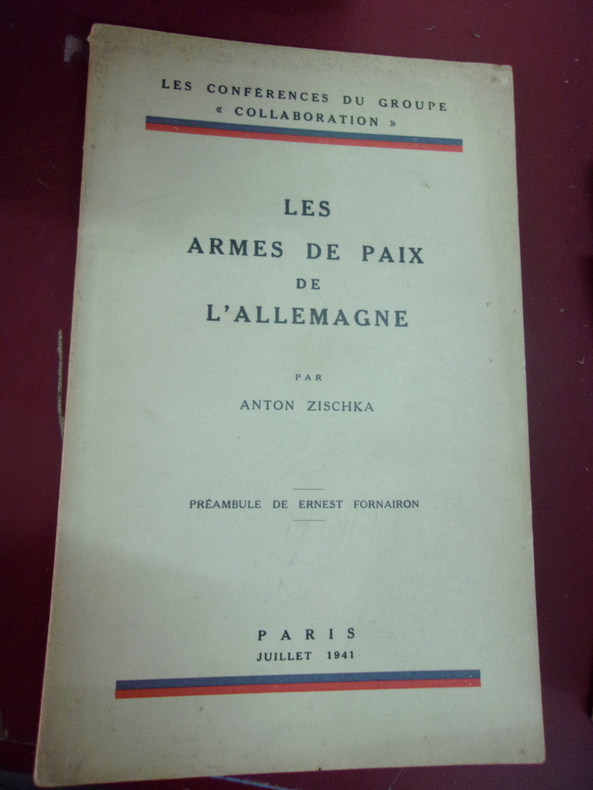 LES CONFÉRENCES DU GROUPE
« COLLABORATION »
LES
ARMES DE PAIX
DE
L'ALLEMAGNE
PAR
ANTON ZISCHKA
PRÉAMBULE DE ERNEST FORNAIRON
PARIS
JUILLET 1941